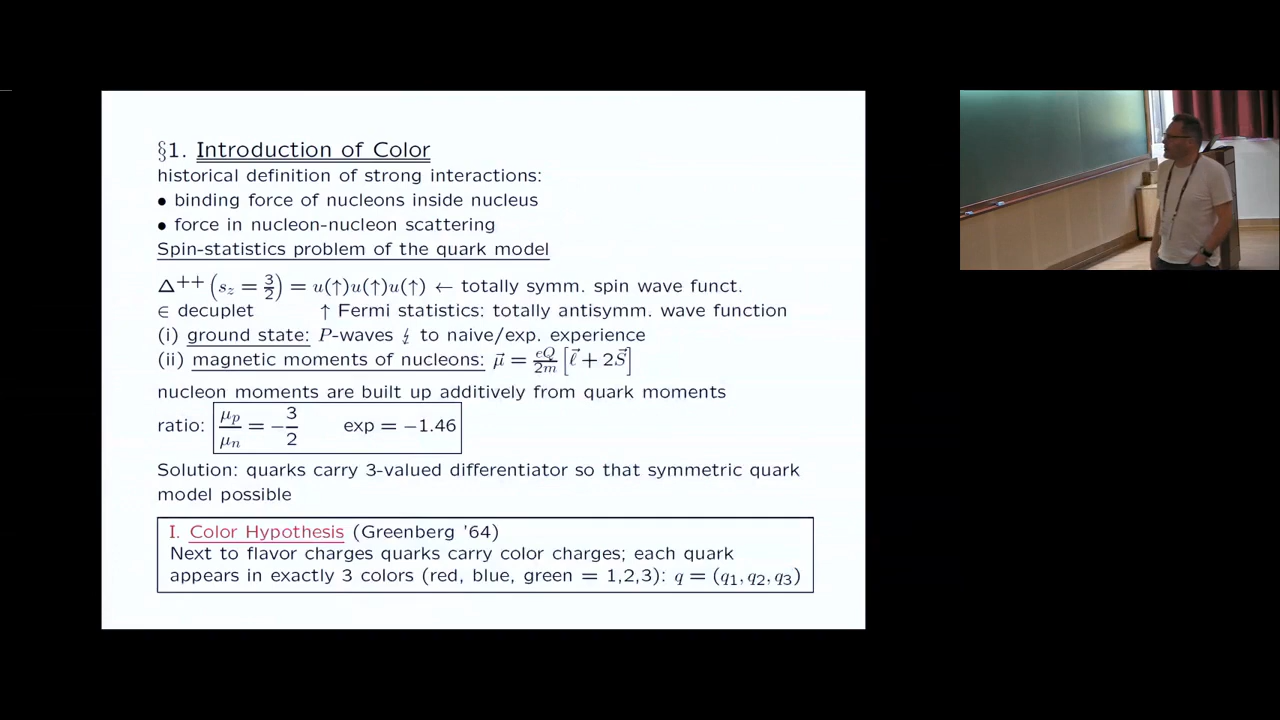 §1. Introduction of Color
historical definition of strong interactions:
• binding force of nucleons inside nucleus
• force in nucleon-nucleon scattering
Spin-statistics problem of the quark model
Δ⁺⁺ (s_z = 3/2) = u(↑)u(↑)u(↑) ← totally symm. spin wave funct.
∈ decuplet ↑ Fermi statistics: totally antisymm. wave function
(i) ground state: P-waves ↯ to naive/exp. experience
(ii) magnetic moments of nucleons: μ⃗ = eQ/2m [ℓ⃗ + 2S⃗]
nucleon moments are built up additively from quark moments
ratio: μ_p/μ_n = −3/2 exp = −1.46
Solution: quarks carry 3-valued differentiator so that symmetric quark
model possible
I. Color Hypothesis (Greenberg '64)
Next to flavor charges quarks carry color charges; each quark
appears in exactly 3 colors (red, blue, green = 1,2,3): q = (q₁, q₂, q₃)